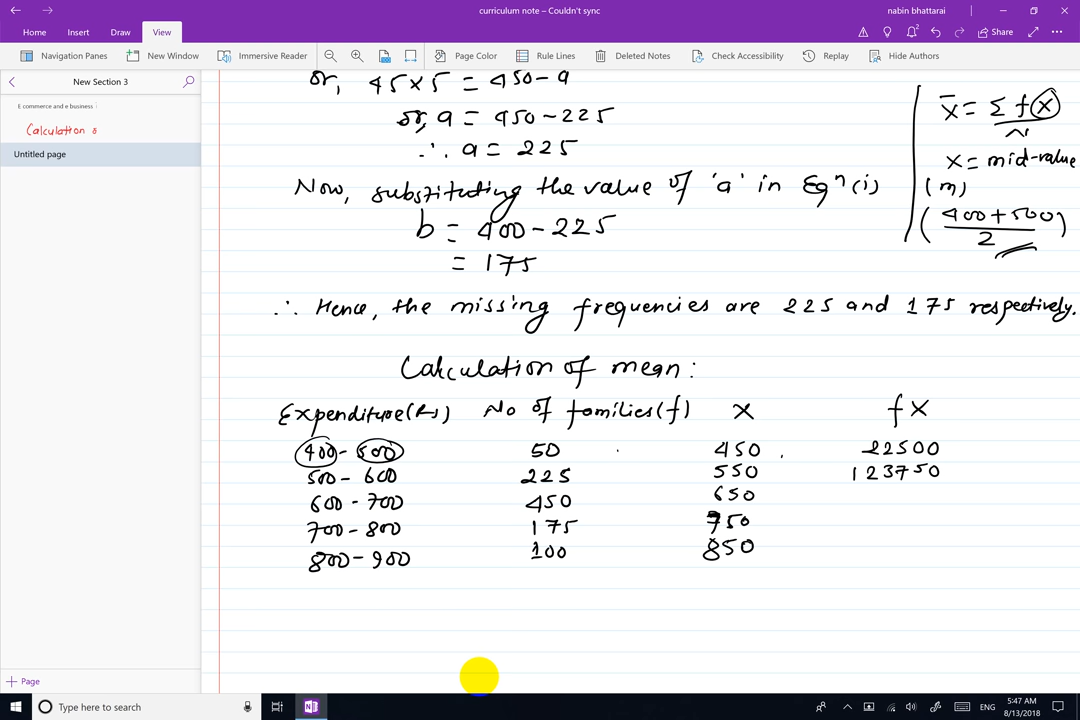 curriculum note – Couldn't sync
nabin bhattarai
Home Insert Draw View
Share
Navigation Panes New Window Immersive Reader Page Color Rule Lines Deleted Notes Check Accessibility Replay Hide Authors
New Section 3
E commerce and e business
Calculation
Untitled page
or, 45×5 = 450-a
or, a = 450-225
∴ a = 225
Now, substituting the value of 'a' in Eqⁿ(i)
b = 400-225
= 175
∴ Hence, the missing frequencies are 225 and 175 respectively.
x̄ = Σf(x)
N
x = mid-value
(m)
(400+500)
2
Calculation of mean:
Expenditure(Rs) No of families(f) X fX
400-500 50 450 22500
500-600 225 550 123750
600-700 450 650
700-800 175 750
800-900 100 850
Page
Type here to search
ENG
5:47 AM
8/13/2018